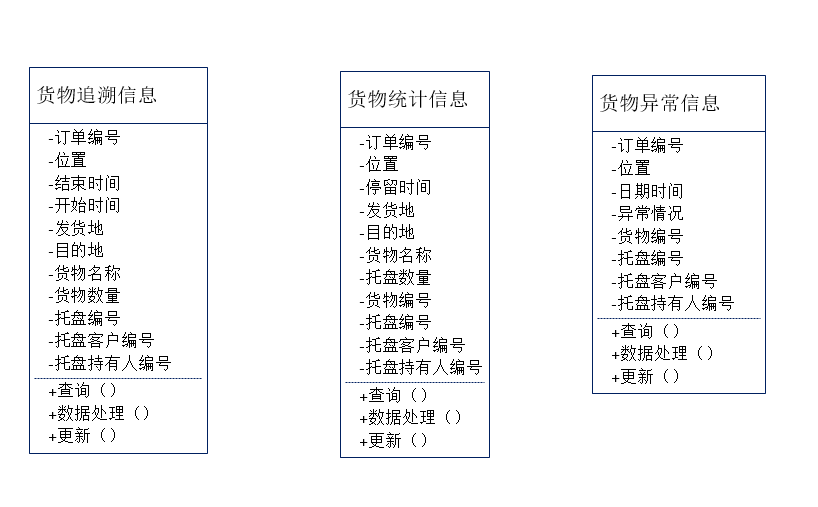 货物追溯信息
-订单编号
-位置
-结束时间
-开始时间
-发货地
-目的地
-货物名称
-货物数量
-托盘编号
-托盘客户编号
-托盘持有人编号
+查询（）
+数据处理（）
+更新（）
货物统计信息
-订单编号
-位置
-停留时间
-发货地
-目的地
-货物名称
-托盘数量
-货物编号
-托盘编号
-托盘客户编号
-托盘持有人编号
+查询（）
+数据处理（）
+更新（）
货物异常信息
-订单编号
-位置
-日期时间
-异常情况
-货物编号
-托盘编号
-托盘客户编号
-托盘持有人编号
+查询（）
+数据处理（）
+更新（）